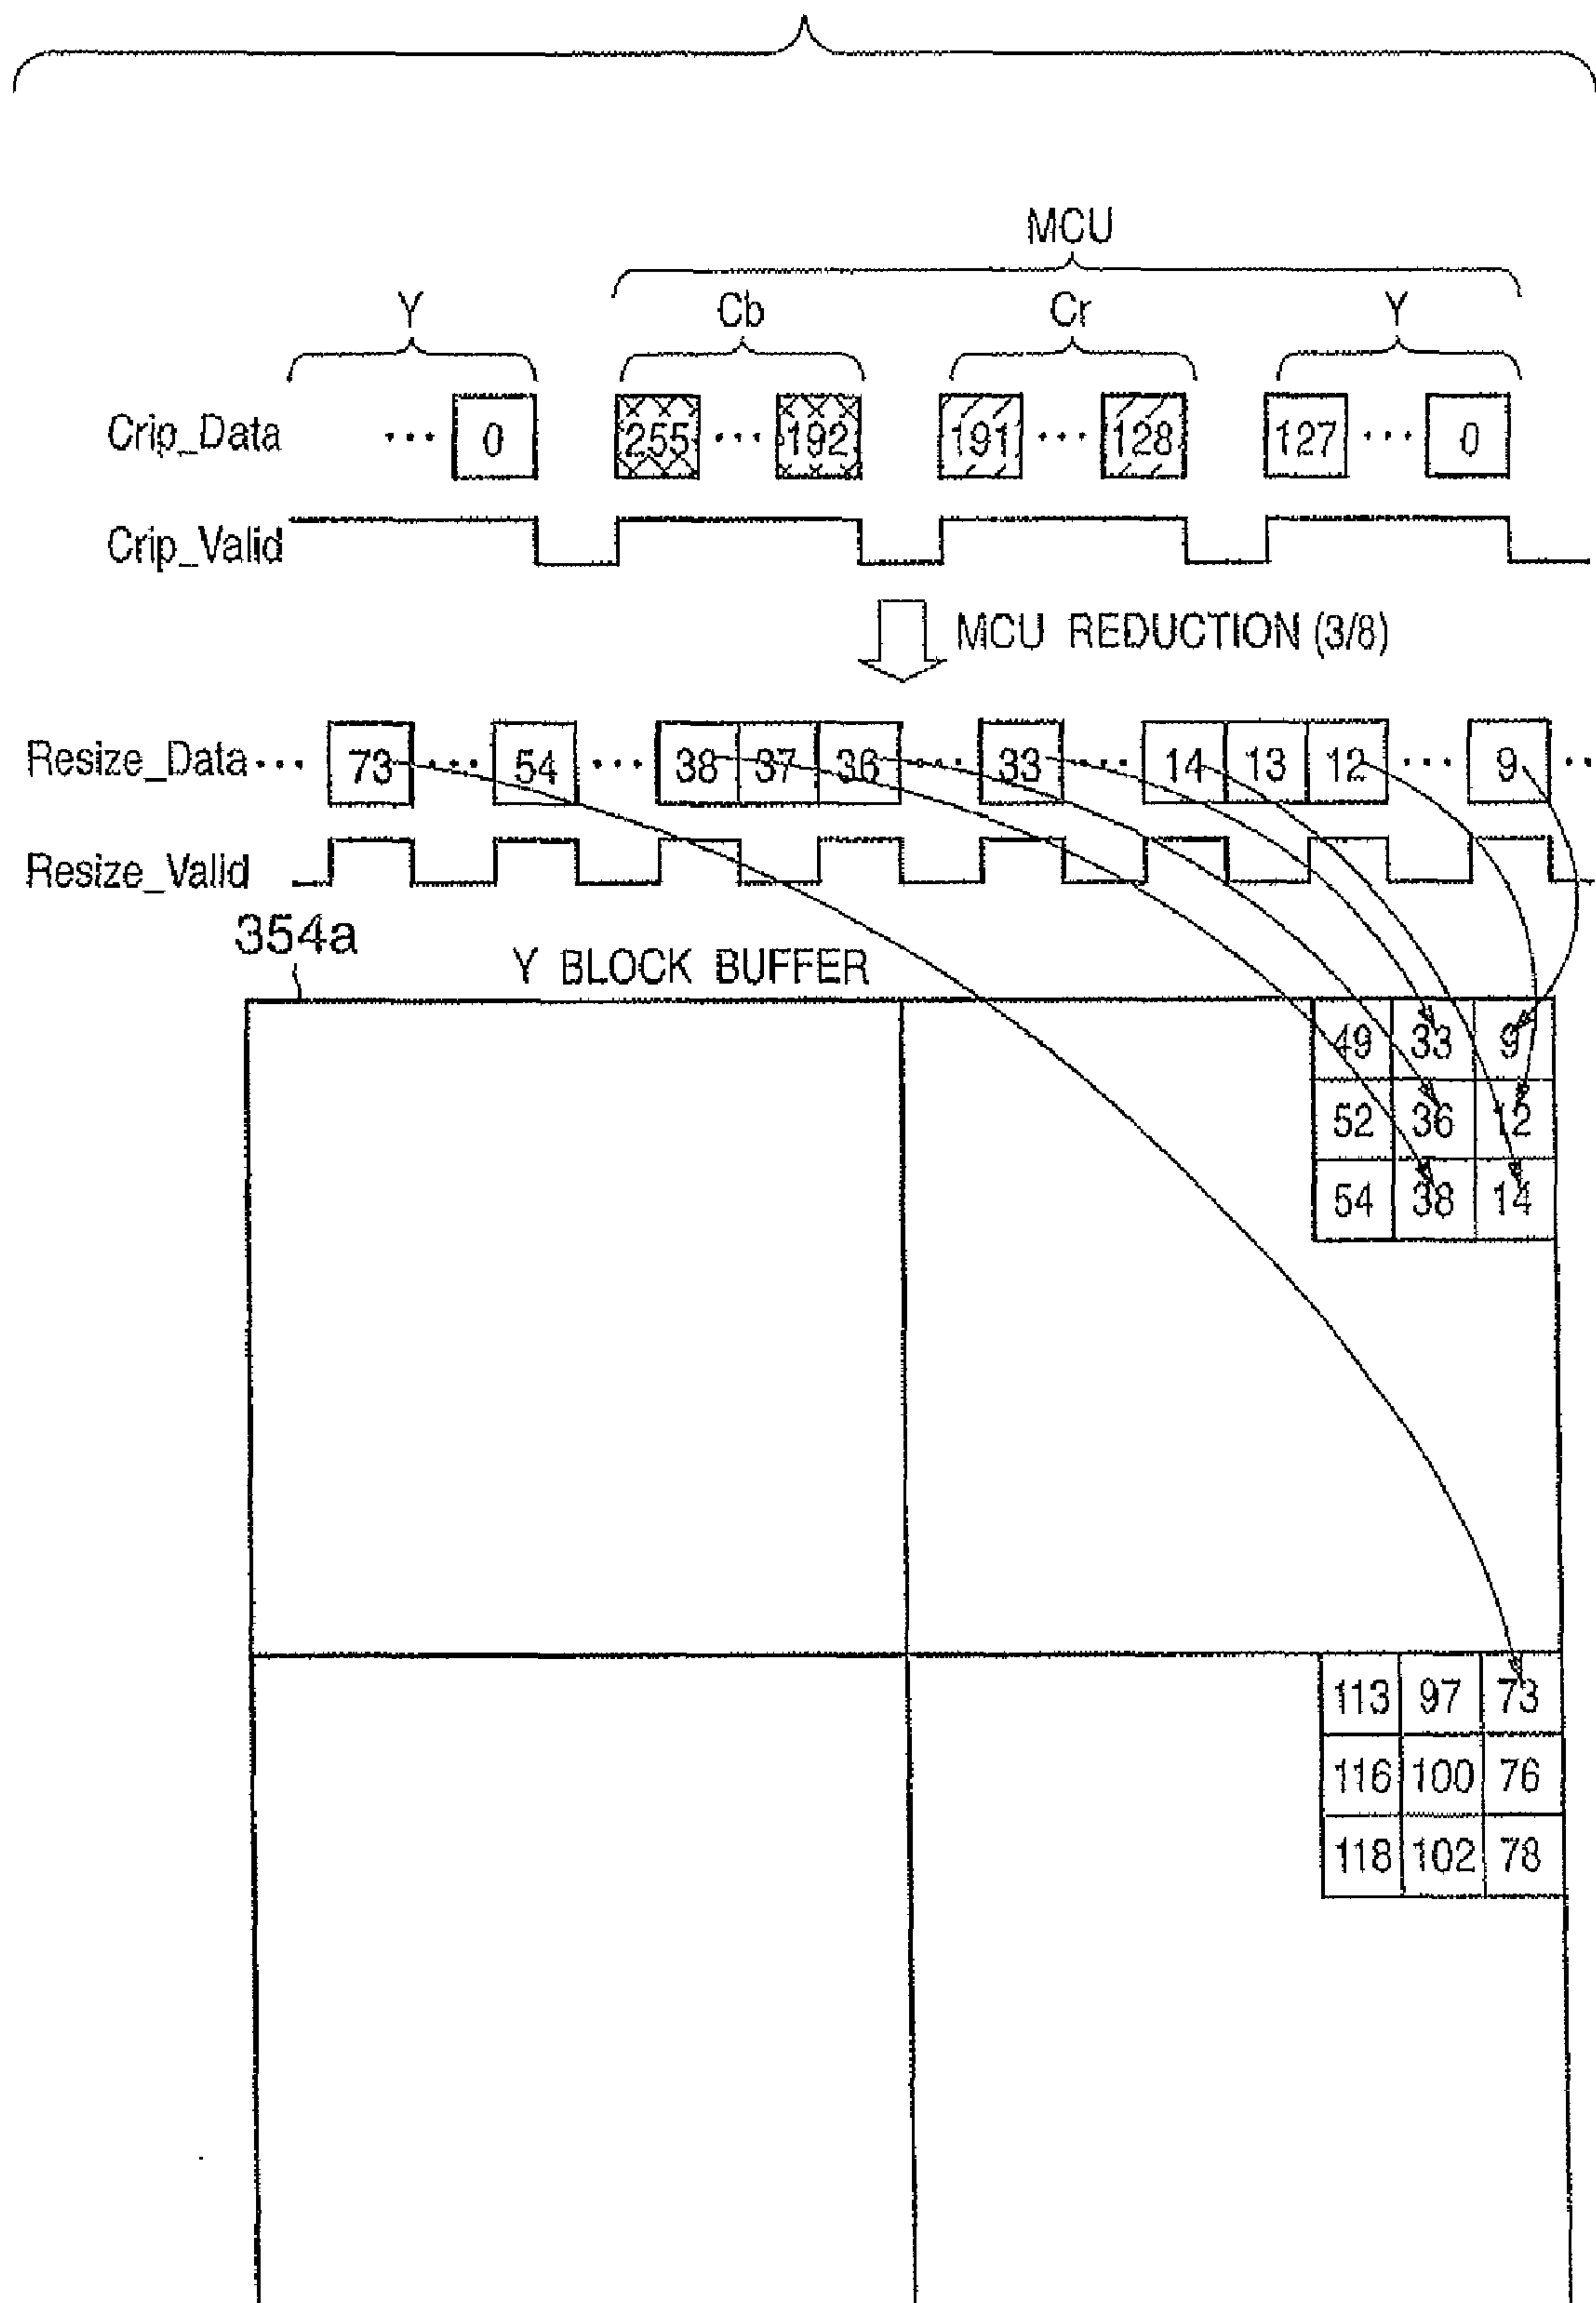 MCU
Y Cb Cr Y
Crip_Data ... 0 255 ... 192 191 ... 128 127 ... 0
Crip_Valid
MCU REDUCTION (3/8)
Resize_Data ... 73 ... 54 ... 38 37 36 ... 33 ... 14 13 12 ... 9 ..
Resize_Valid
354a
Y BLOCK BUFFER
49 33 9
52 36 12
54 38 14
113 97 73
116 100 76
118 102 78